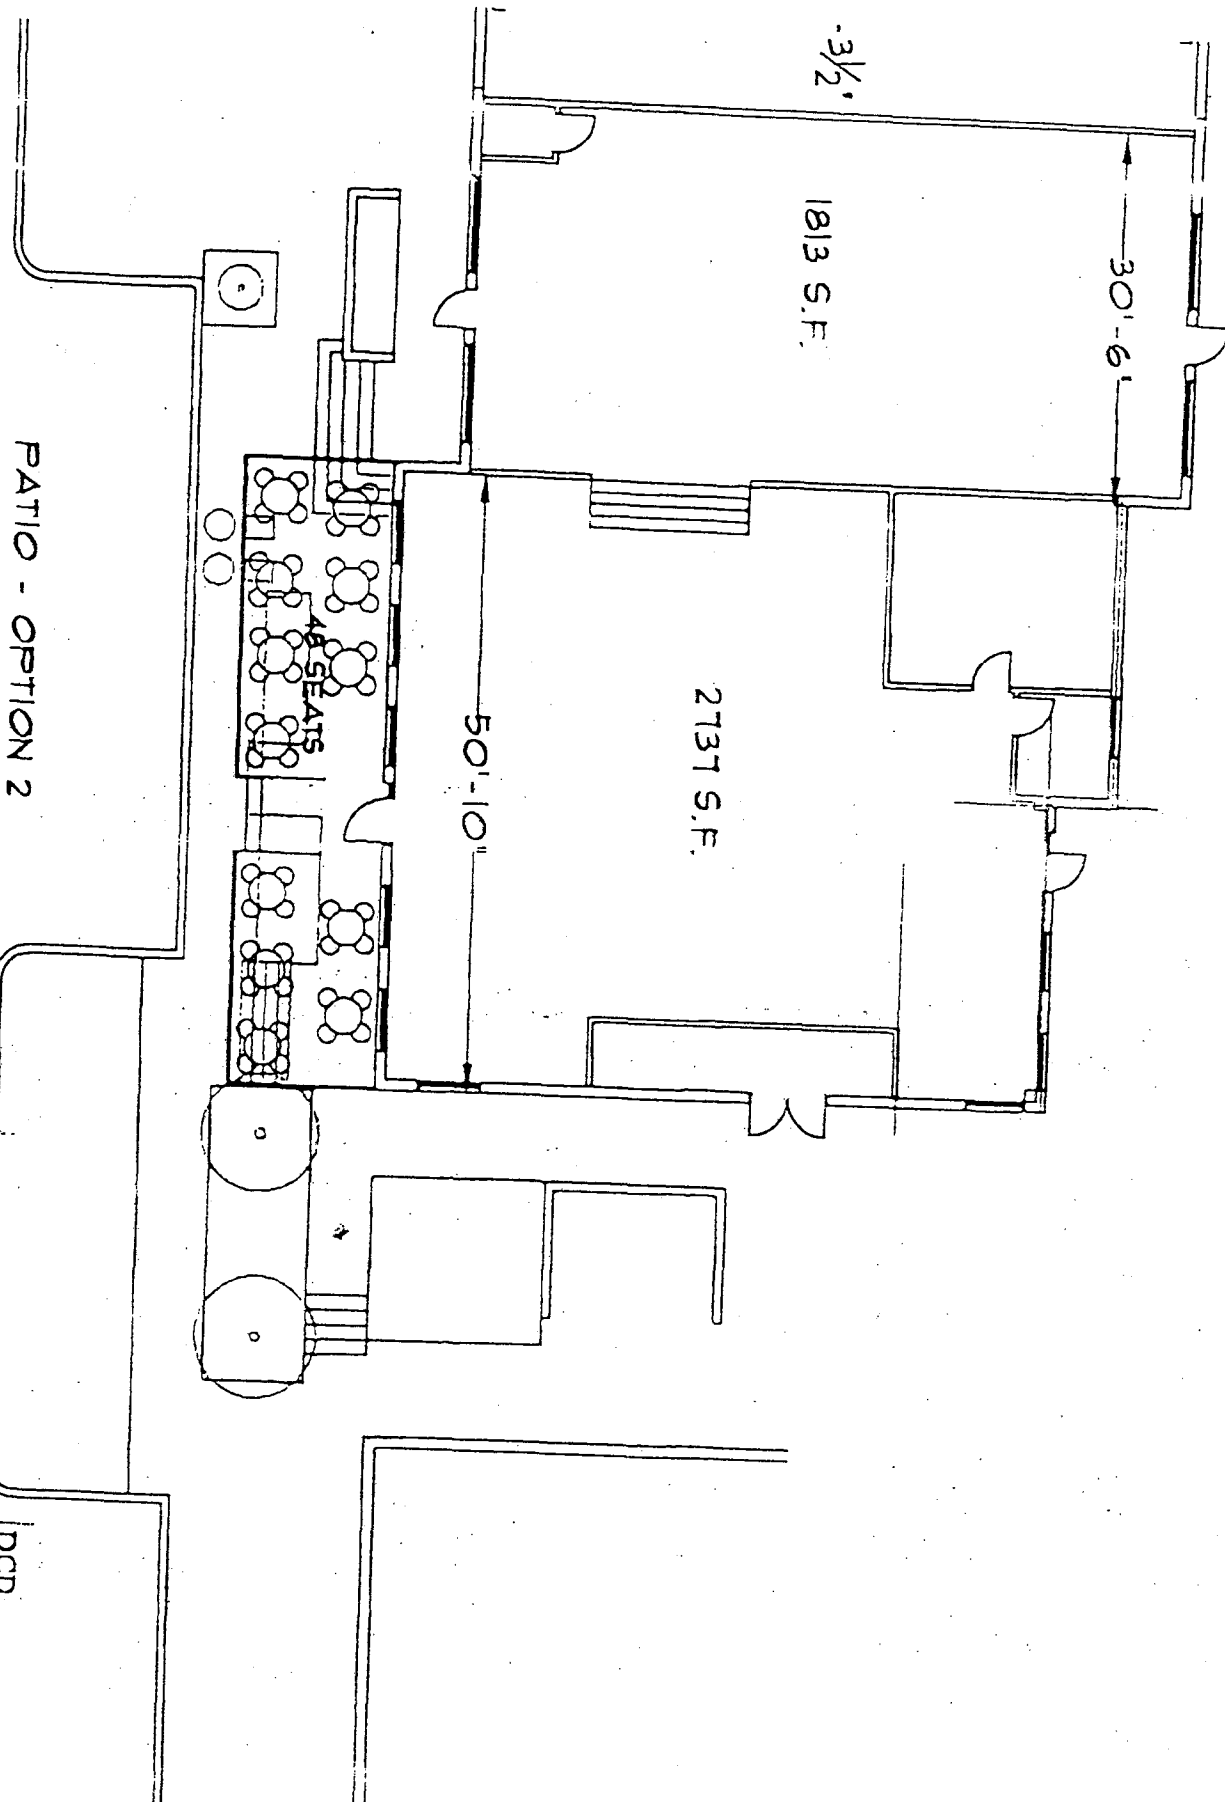 -3½"
30'-6"
1813 S.F.
50'-10"
2737 S.F.
48 SEATS
PATIO - OPTION 2